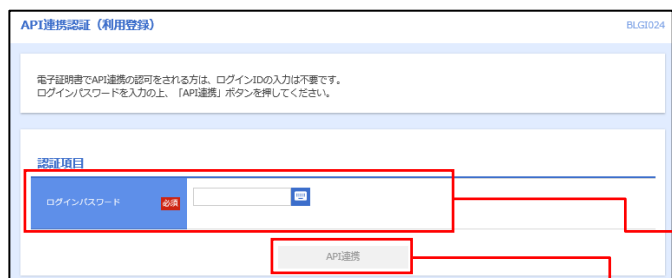 API連携認証（利用登録）
BLGI024
電子証明書でAPI連携の認可をされる方は、ログインIDの入力は不要です。
ログインパスワードを入力の上、「API連携」ボタンを押してください。
認証項目
ログインパスワード 必須
API連携